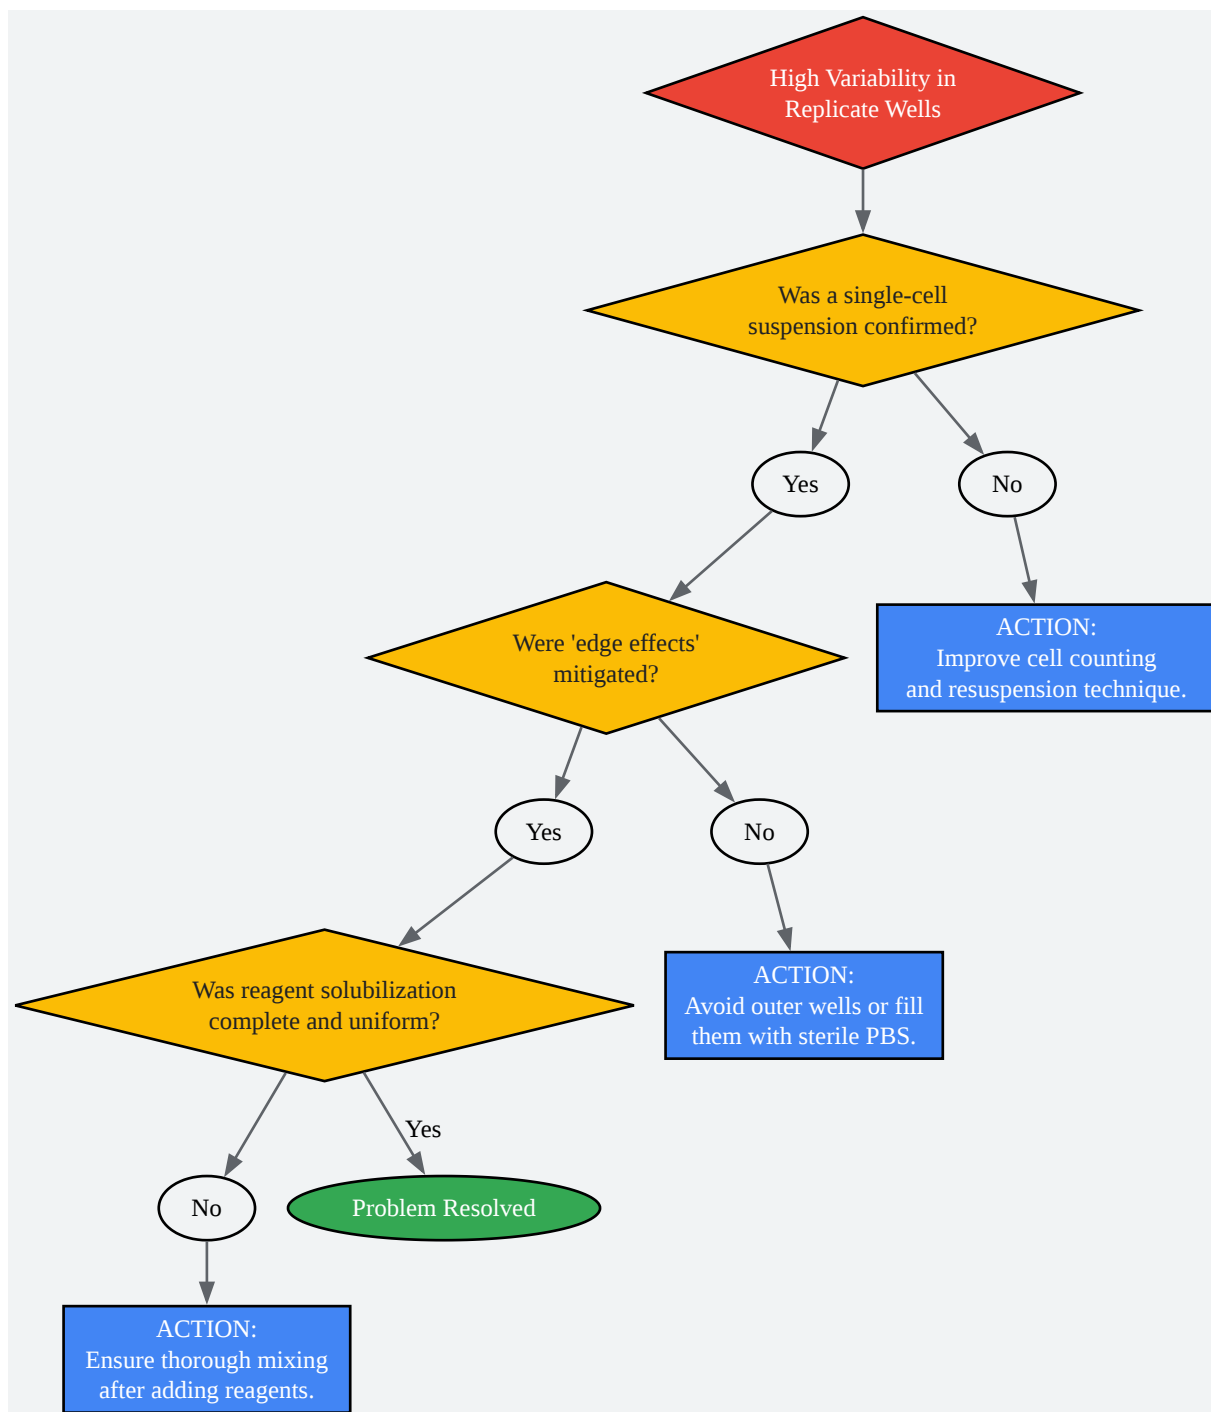 High Variability in
Replicate Wells
Was a single-cell
suspension confirmed?
Yes
No
Were 'edge effects'
mitigated?
ACTION:
Improve cell counting
and resuspension technique.
Yes
No
Was reagent solubilization
complete and uniform?
ACTION:
Avoid outer wells or fill
them with sterile PBS.
Yes
No
Problem Resolved
ACTION:
Ensure thorough mixing
after adding reagents.